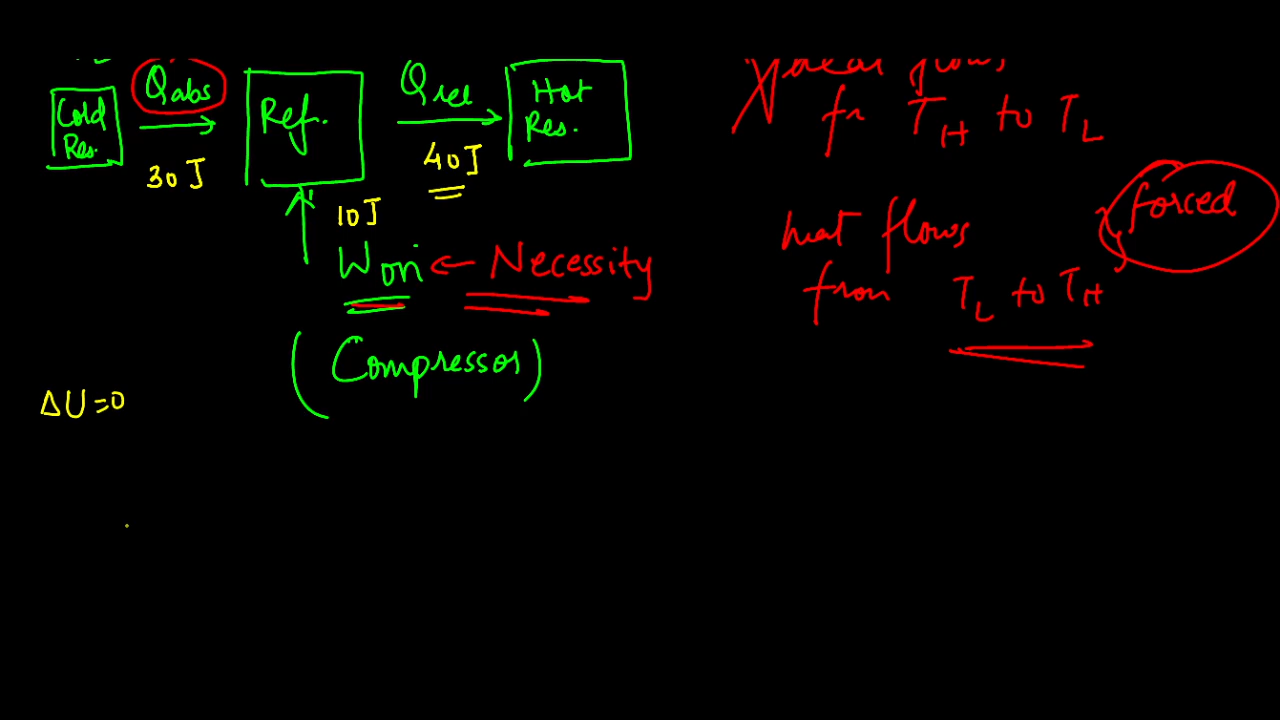 Cold
Res.
Qabs
30 J
Ref.
Qrel
40 J
Hot
Res.
10 J
Won ← Necessity
(Compressor)
ΔU = 0
flows
fr TH to TL
heat flows
from TL to TH
forced